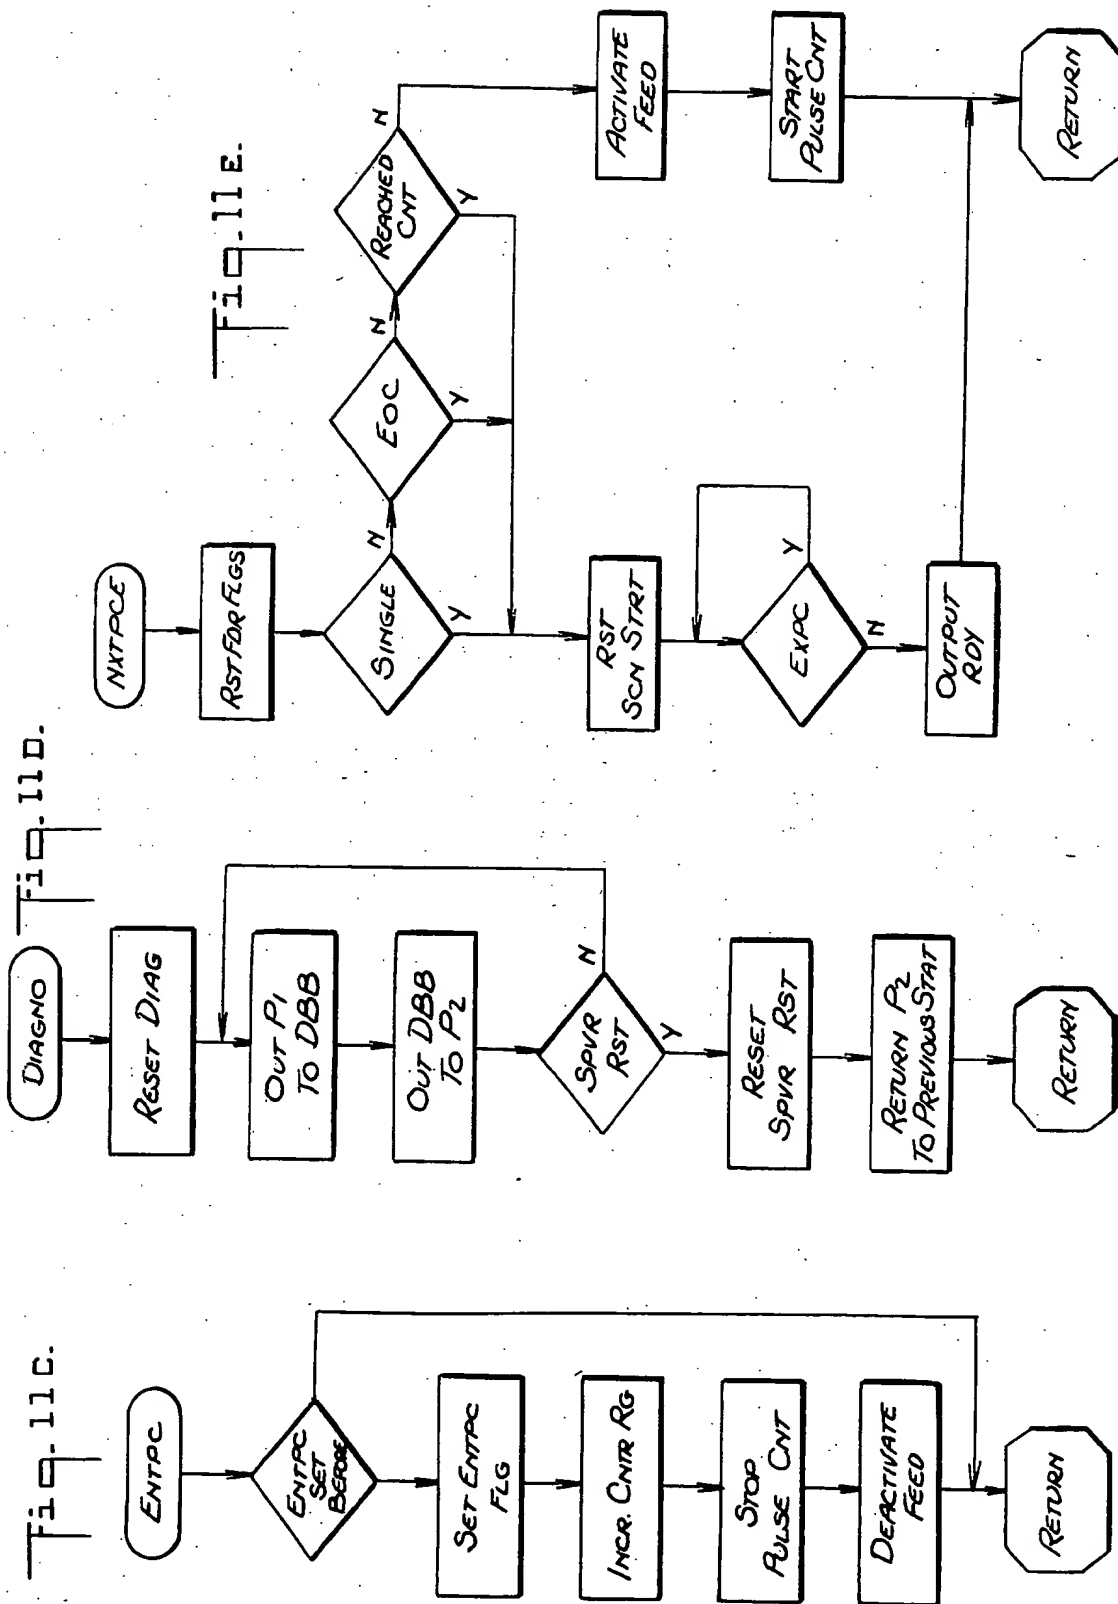 Fig. 11C.
ENTPC
ENTPC
SET
BEFORE
SET ENTPC
FLG
INCR. CNTR RG
STOP
PULSE CNT
DEACTIVATE
FEED
RETURN
Fig. 11D.
DIAGNO
RESET DIAG
OUT P1
TO DBB
OUT DBB
TO P2
SPVR
RST
N
Y
RESET
SPVR RST
RETURN P2
TO PREVIOUS STAT
RETURN
Fig. 11E.
NXTPCE
RST FDR FLGS
SINGLE
N
Y
EOC
N
Y
REACHED
CNT
N
Y
RST
SCN STRT
EXPC
Y
N
OUTPUT
RDY
ACTIVATE
FEED
START
PULSE CNT
RETURN